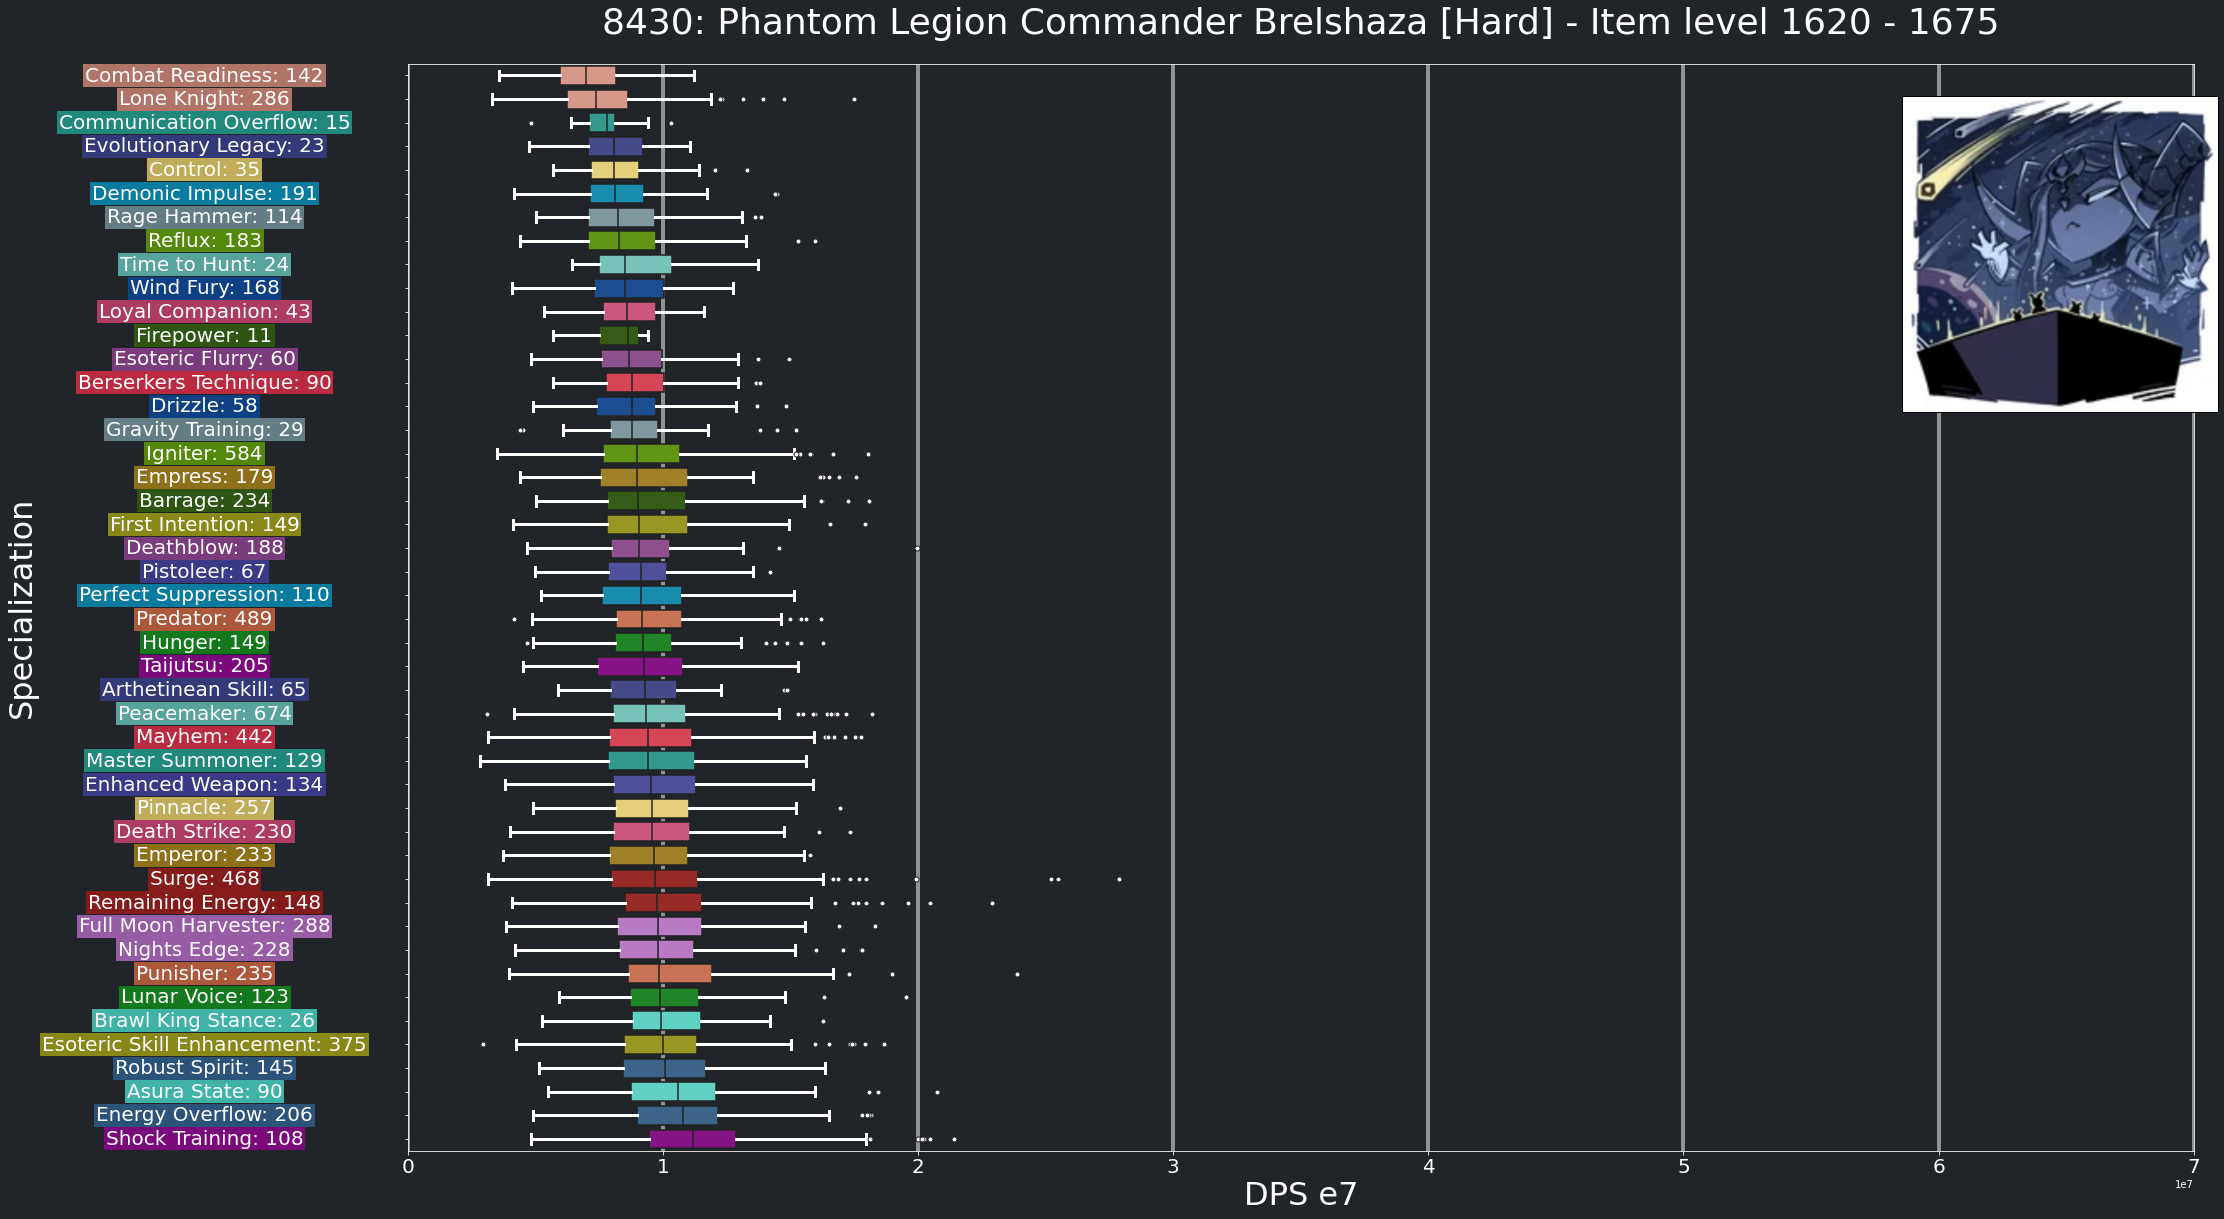 8430: Phantom Legion Commander Brelshaza [Hard] - Item level 1620 - 1675
Specialization
Combat Readiness: 142
Lone Knight: 286
Communication Overflow: 15
Evolutionary Legacy: 23
Control: 35
Demonic Impulse: 191
Rage Hammer: 114
Reflux: 183
Time to Hunt: 24
Wind Fury: 168
Loyal Companion: 43
Firepower: 11
Esoteric Flurry: 60
Berserkers Technique: 90
Drizzle: 58
Gravity Training: 29
Igniter: 584
Empress: 179
Barrage: 234
First Intention: 149
Deathblow: 188
Pistoleer: 67
Perfect Suppression: 110
Predator: 489
Hunger: 149
Taijutsu: 205
Arthetinean Skill: 65
Peacemaker: 674
Mayhem: 442
Master Summoner: 129
Enhanced Weapon: 134
Pinnacle: 257
Death Strike: 230
Emperor: 233
Surge: 468
Remaining Energy: 148
Full Moon Harvester: 288
Nights Edge: 228
Punisher: 235
Lunar Voice: 123
Brawl King Stance: 26
Esoteric Skill Enhancement: 375
Robust Spirit: 145
Asura State: 90
Energy Overflow: 206
Shock Training: 108
0 1 2 3 4 5 6 7
1e7
DPS e7